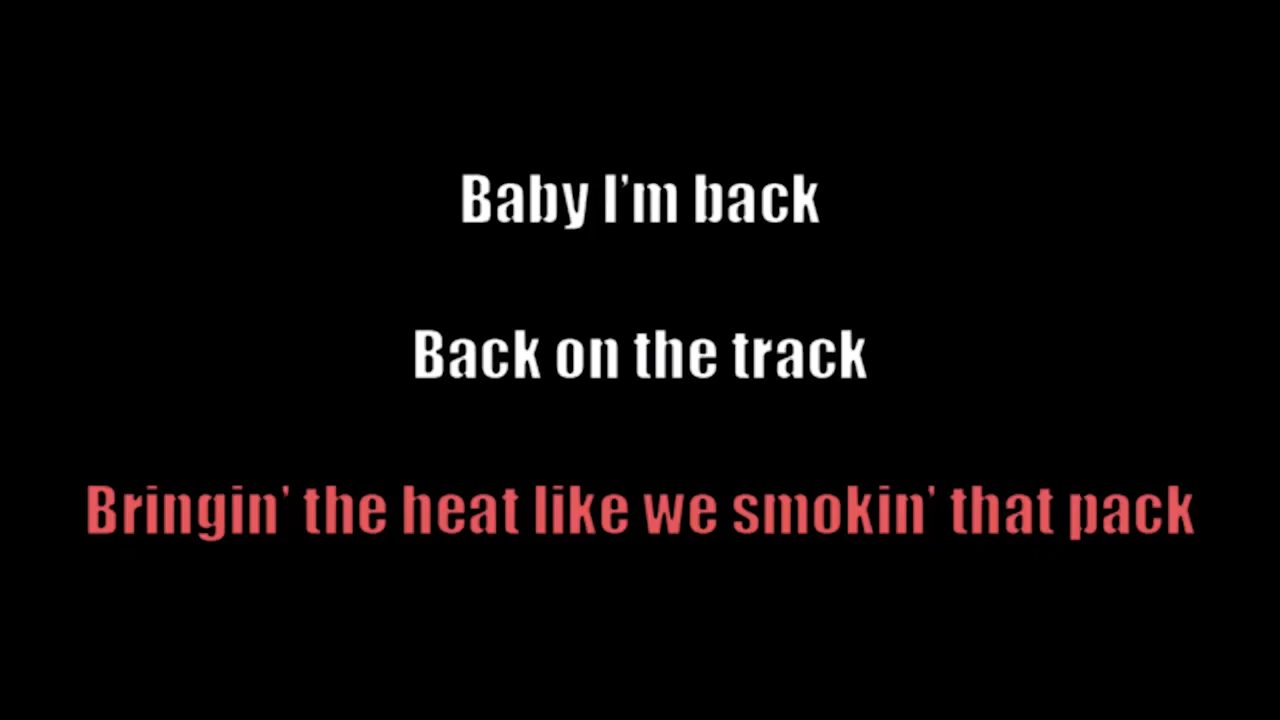 Baby I'm back
Back on the track
Bringin' the heat like we smokin' that pack